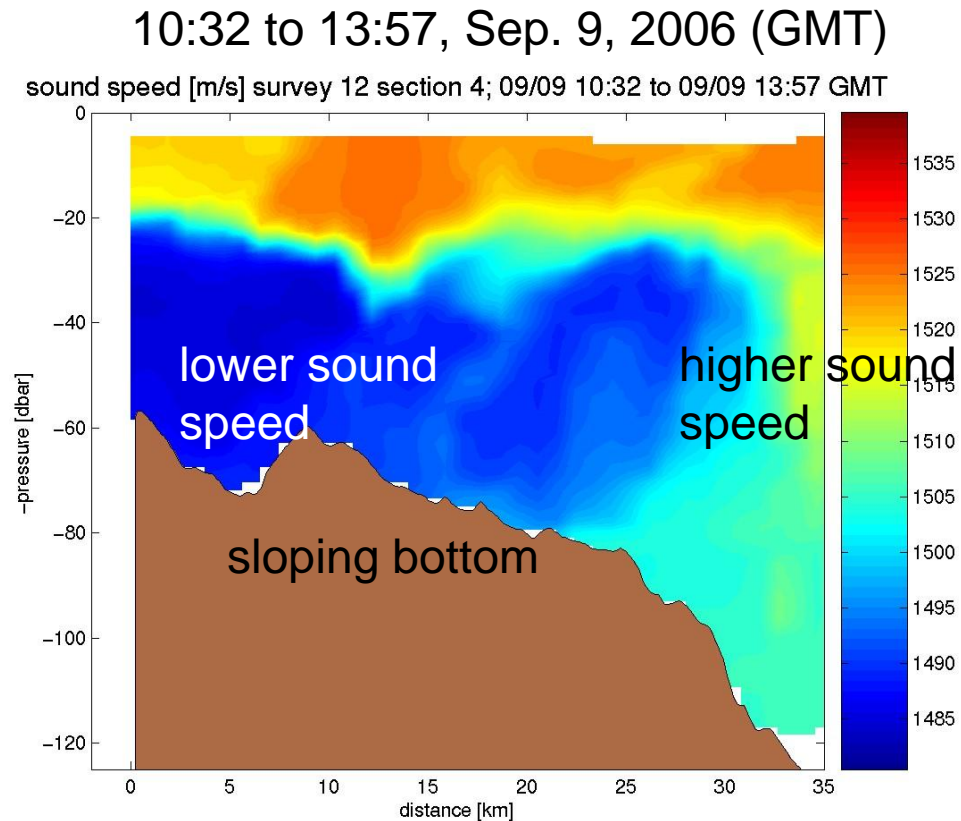 10:32 to 13:57, Sep. 9, 2006 (GMT)
sound speed [m/s] survey 12 section 4; 09/09 10:32 to 09/09 13:57 GMT
0
−20
−40
−60
−80
−100
−120
−pressure [dbar]
lower sound
speed
higher sound
speed
sloping bottom
1535
1530
1525
1520
1515
1510
1505
1500
1495
1490
1485
0
5
10
15
20
25
30
35
distance [km]